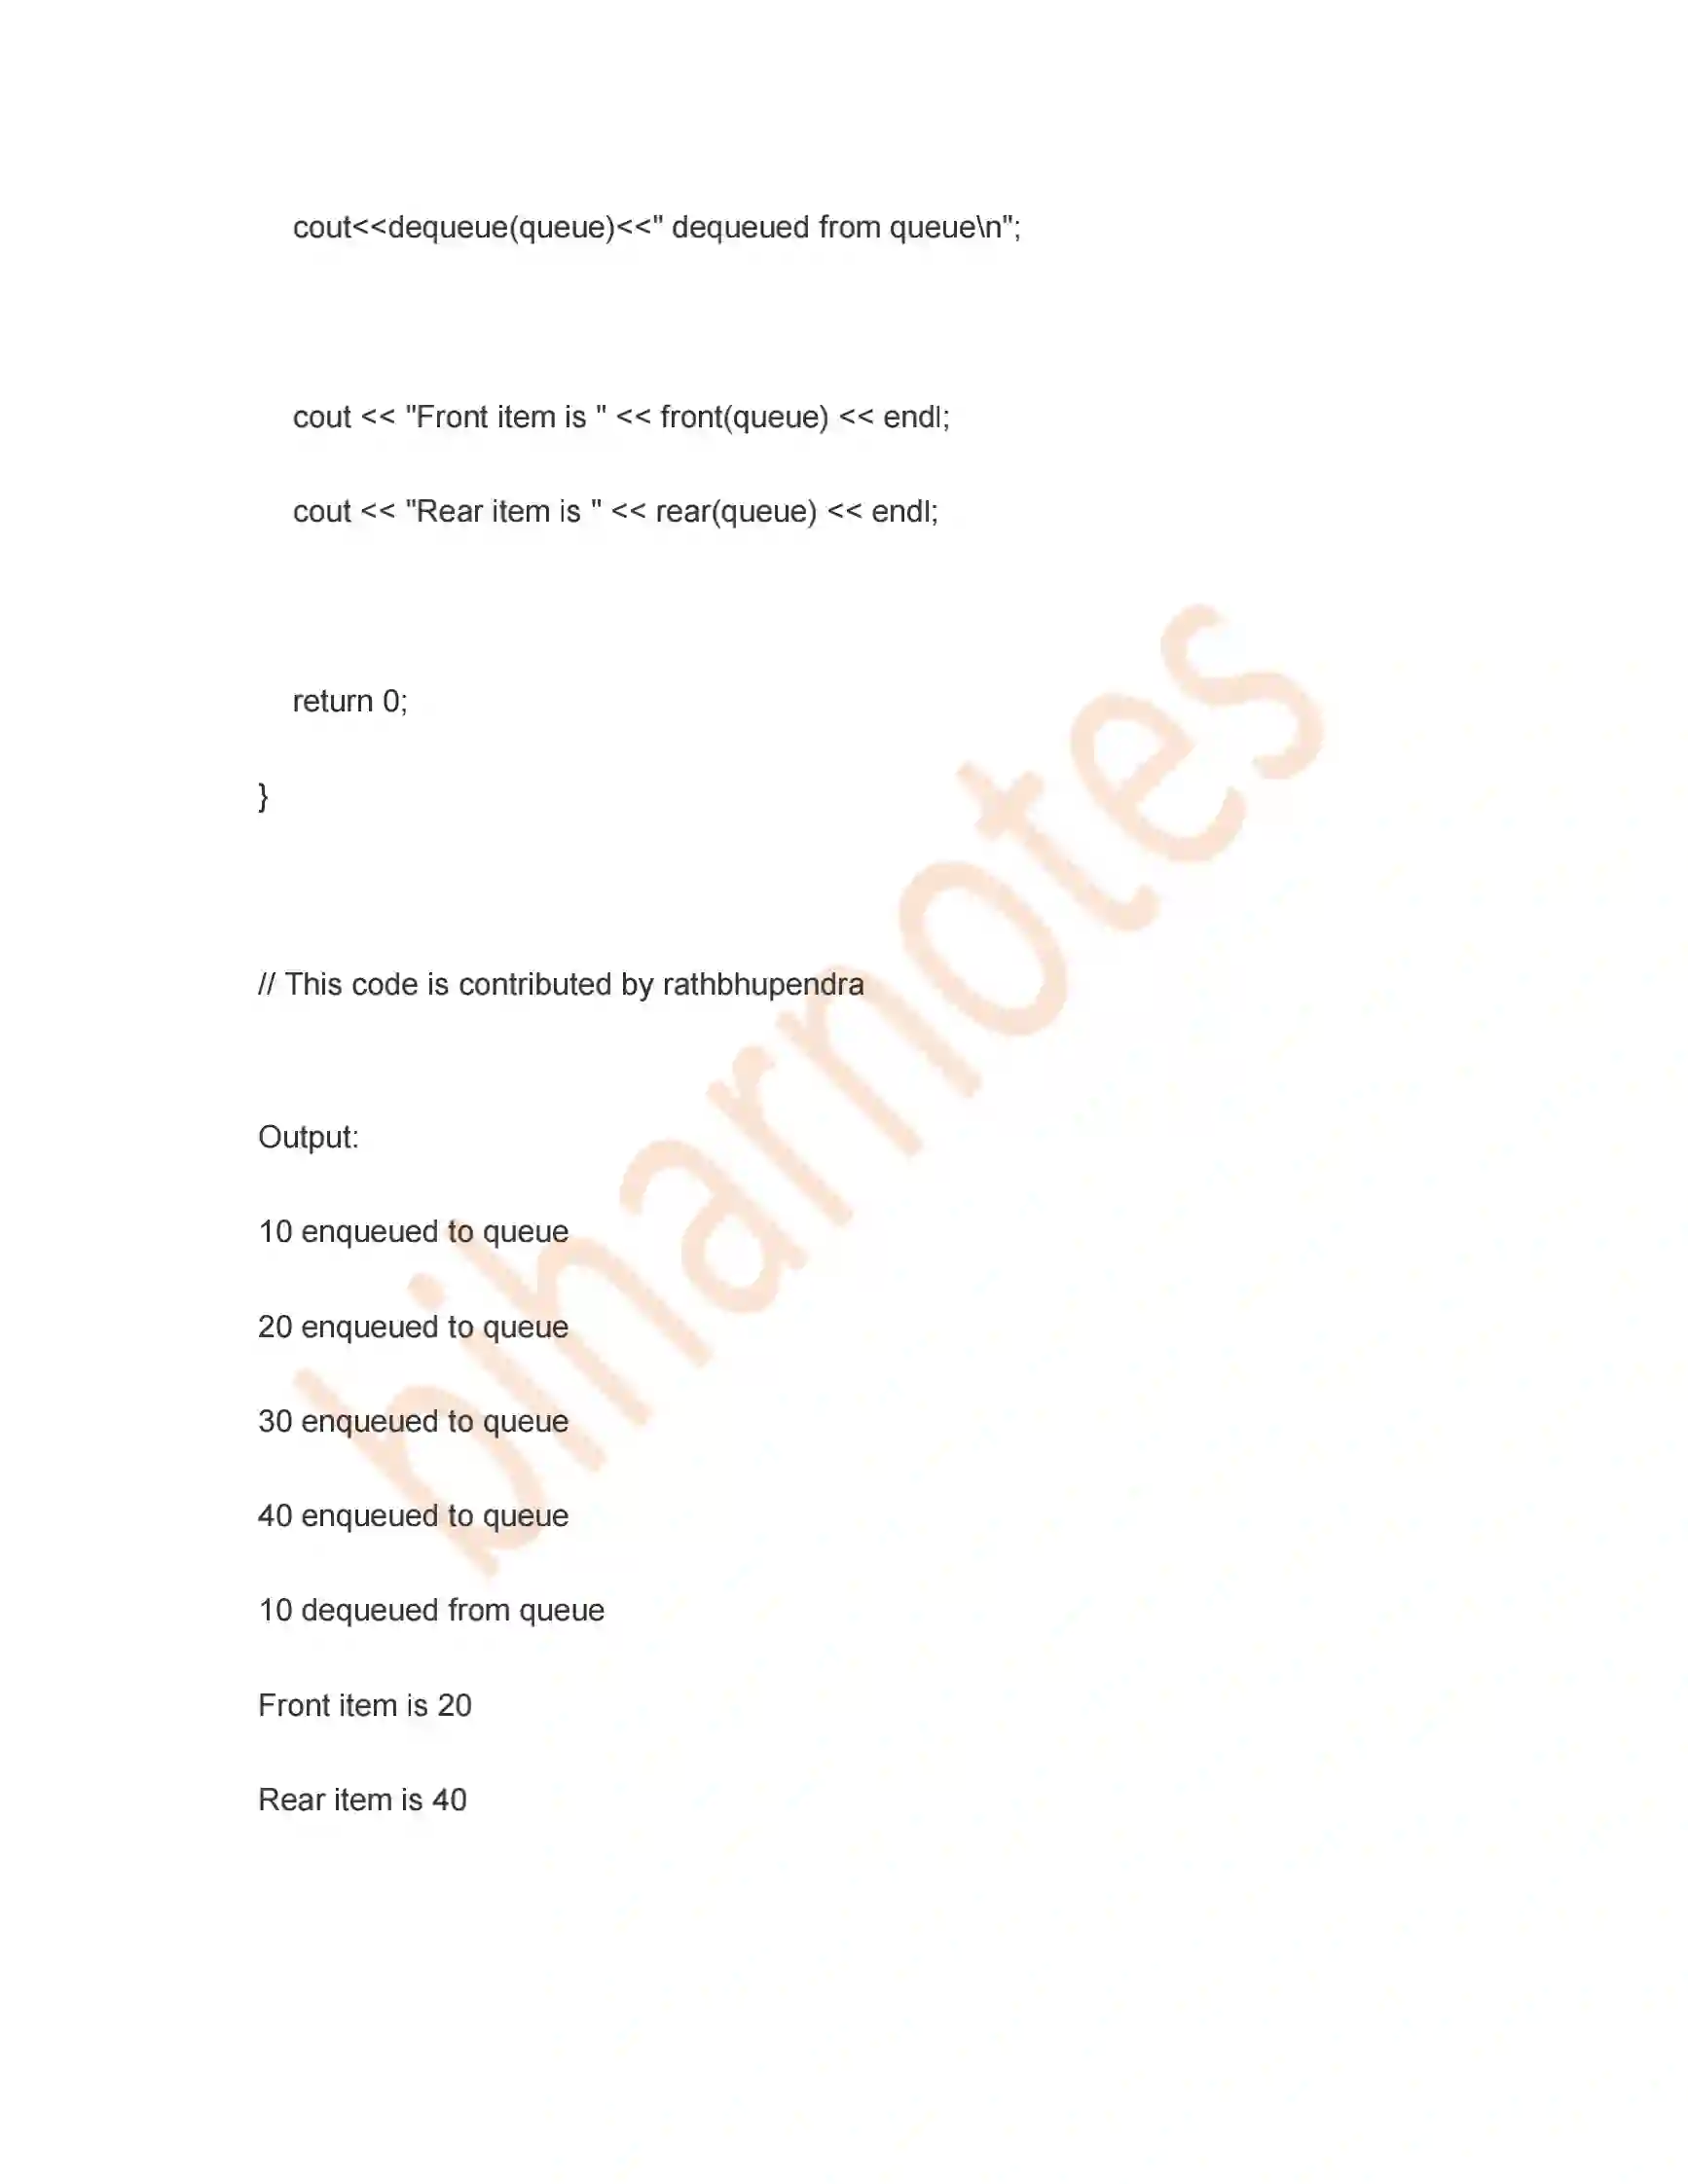 cout<<dequeue(queue)<<" dequeued from queue\n";
cout << "Front item is " << front(queue) << endl;
cout << "Rear item is " << rear(queue) << endl;
return 0;
}
// This code is contributed by rathbhupendra
Output:
10 enqueued to queue
20 enqueued to queue
30 enqueued to queue
40 enqueued to queue
10 dequeued from queue
Front item is 20
Rear item is 40
biharnotes